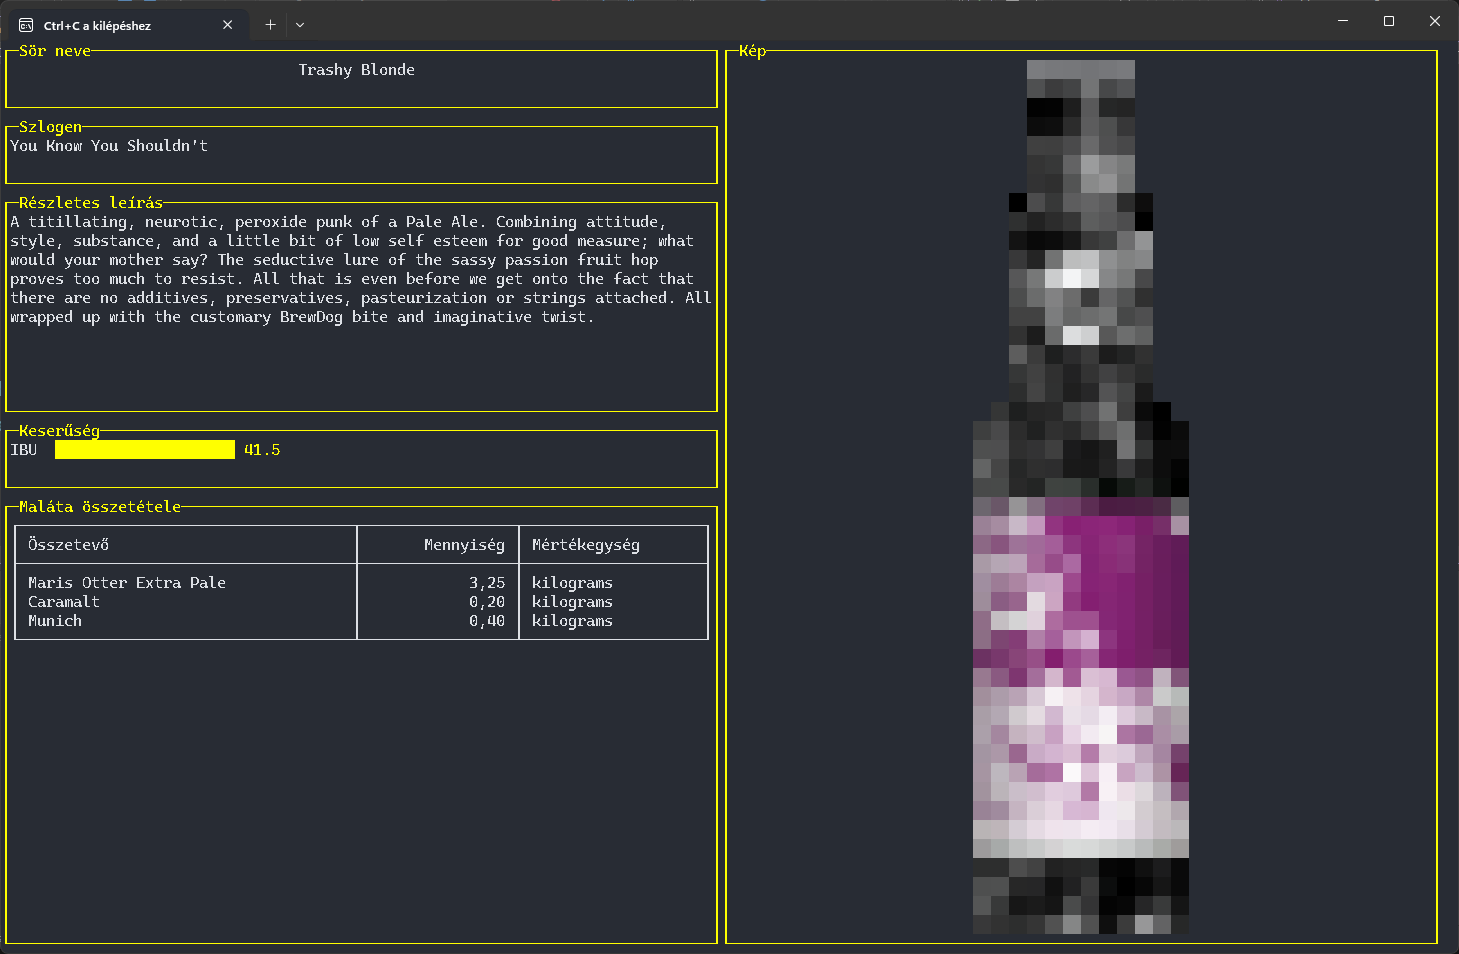 Ctrl+C a kilépéshez
Sör neve
Trashy Blonde
Szlogen
You Know You Shouldn't
Részletes leírás
A titillating, neurotic, peroxide punk of a Pale Ale. Combining attitude,
style, substance, and a little bit of low self esteem for good measure; what
would your mother say? The seductive lure of the sassy passion fruit hop
proves too much to resist. All that is even before we get onto the fact that
there are no additives, preservatives, pasteurization or strings attached. All
wrapped up with the customary BrewDog bite and imaginative twist.
Keserűség
IBU 41.5
Maláta összetétele
Összetevő Mennyiség Mértékegység
Maris Otter Extra Pale 3,25 kilograms
Caramalt 0,20 kilograms
Munich 0,40 kilograms
Kép